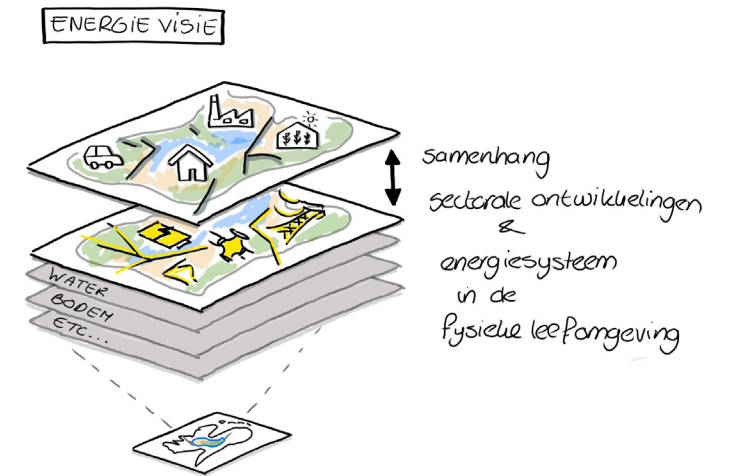 ENERGIE VISIE
samenhang
sectorale ontwikkelingen
&
energiesysteem
in de
fysieke leefomgeving
WATER
BODEM
ETC...